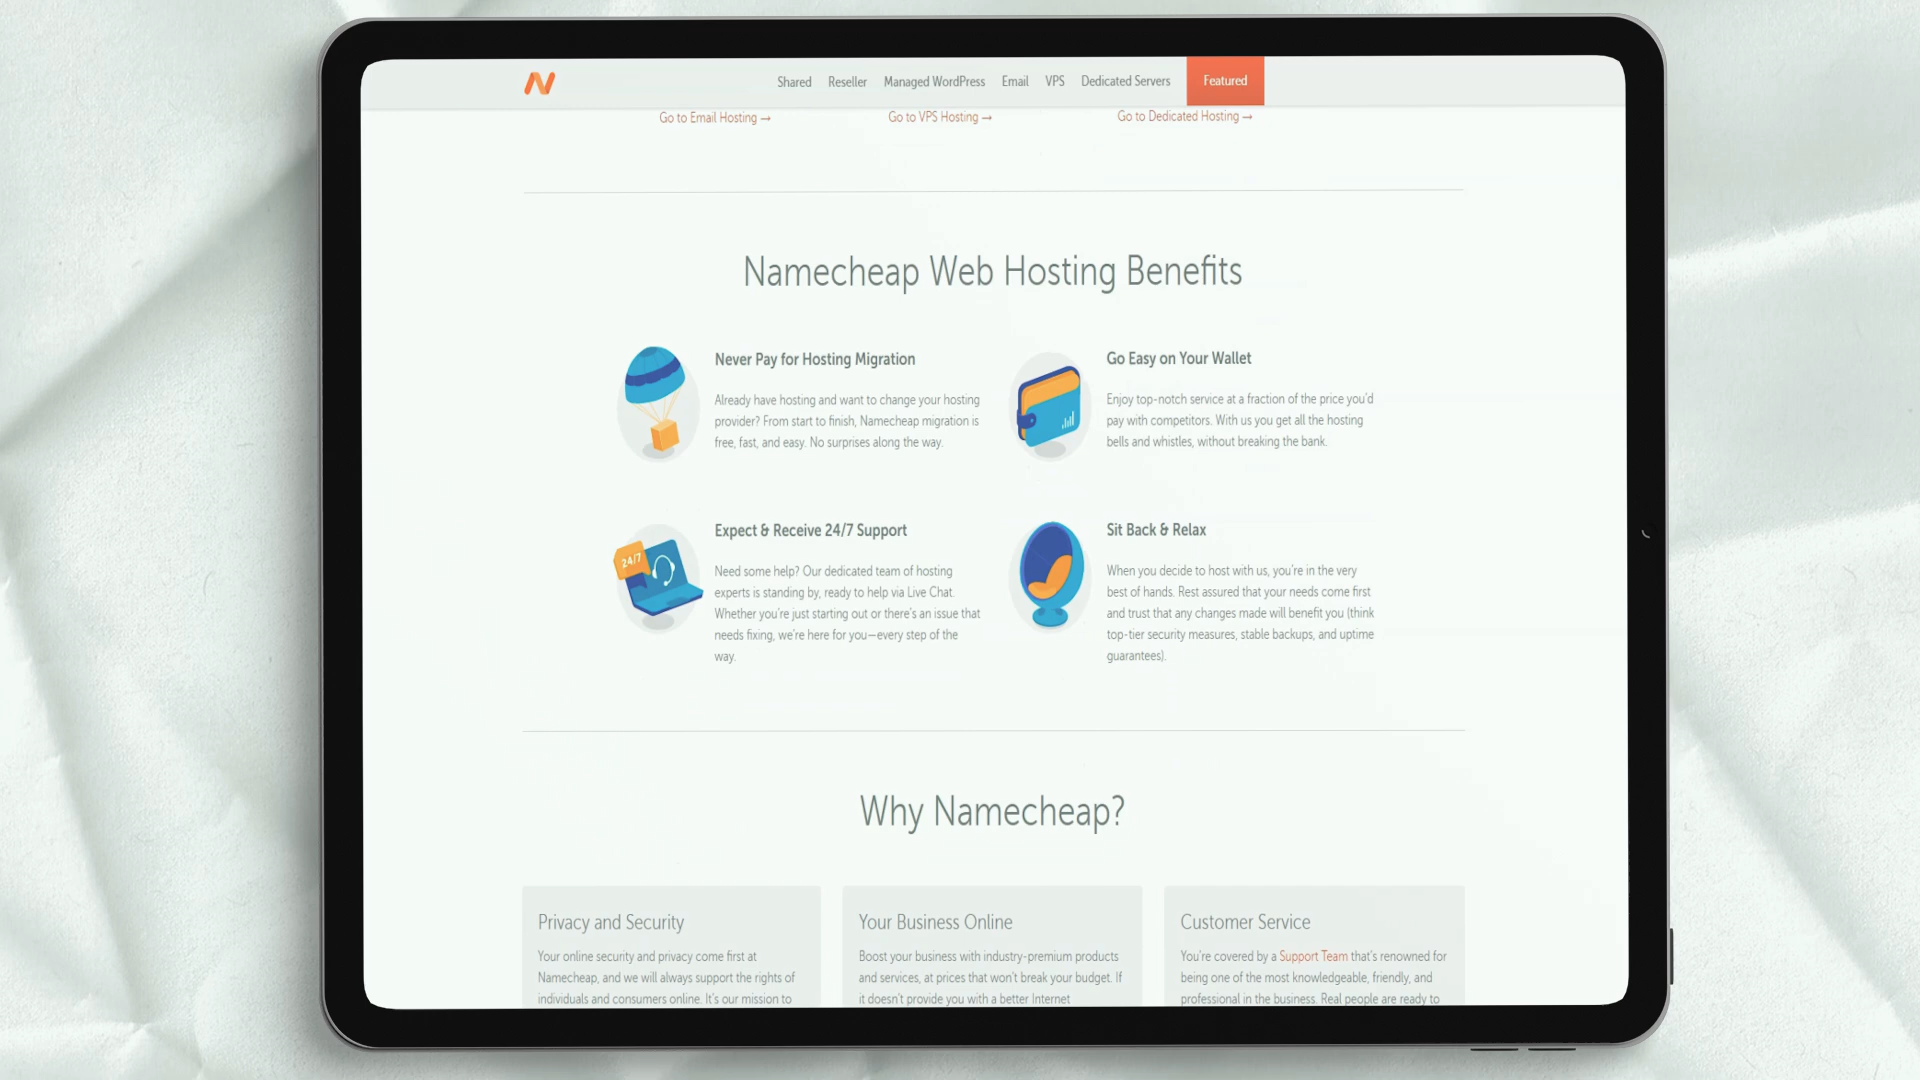 Shared Reseller Managed WordPress Email VPS Dedicated Servers Featured
Go to Email Hosting → Go to VPS Hosting → Go to Dedicated Hosting →
Namecheap Web Hosting Benefits
Never Pay for Hosting Migration
Already have hosting and want to change your hosting
provider? From start to finish, Namecheap migration is
free, fast, and easy. No surprises along the way.
Go Easy on Your Wallet
Enjoy top-notch service at a fraction of the price you'd
pay with competitors. With us you get all the hosting
bells and whistles, without breaking the bank.
24/7
Expect & Receive 24/7 Support
Need some help? Our dedicated team of hosting
experts is standing by, ready to help via Live Chat.
Whether you're just starting out or there's an issue that
needs fixing, we're here for you—every step of the
way.
Sit Back & Relax
When you decide to host with us, you're in the very
best of hands. Rest assured that your needs come first
and trust that any changes made will benefit you (think
top-tier security measures, stable backups, and uptime
guarantees).
Why Namecheap?
Privacy and Security
Your online security and privacy come first at
Namecheap, and we will always support the rights of
individuals and consumers online. It's our mission to
Your Business Online
Boost your business with industry-premium products
and services, at prices that won't break your budget. If
it doesn't provide you with a better Internet
Customer Service
You're covered by a Support Team that's renowned for
being one of the most knowledgeable, friendly, and
professional in the business. Real people are ready to